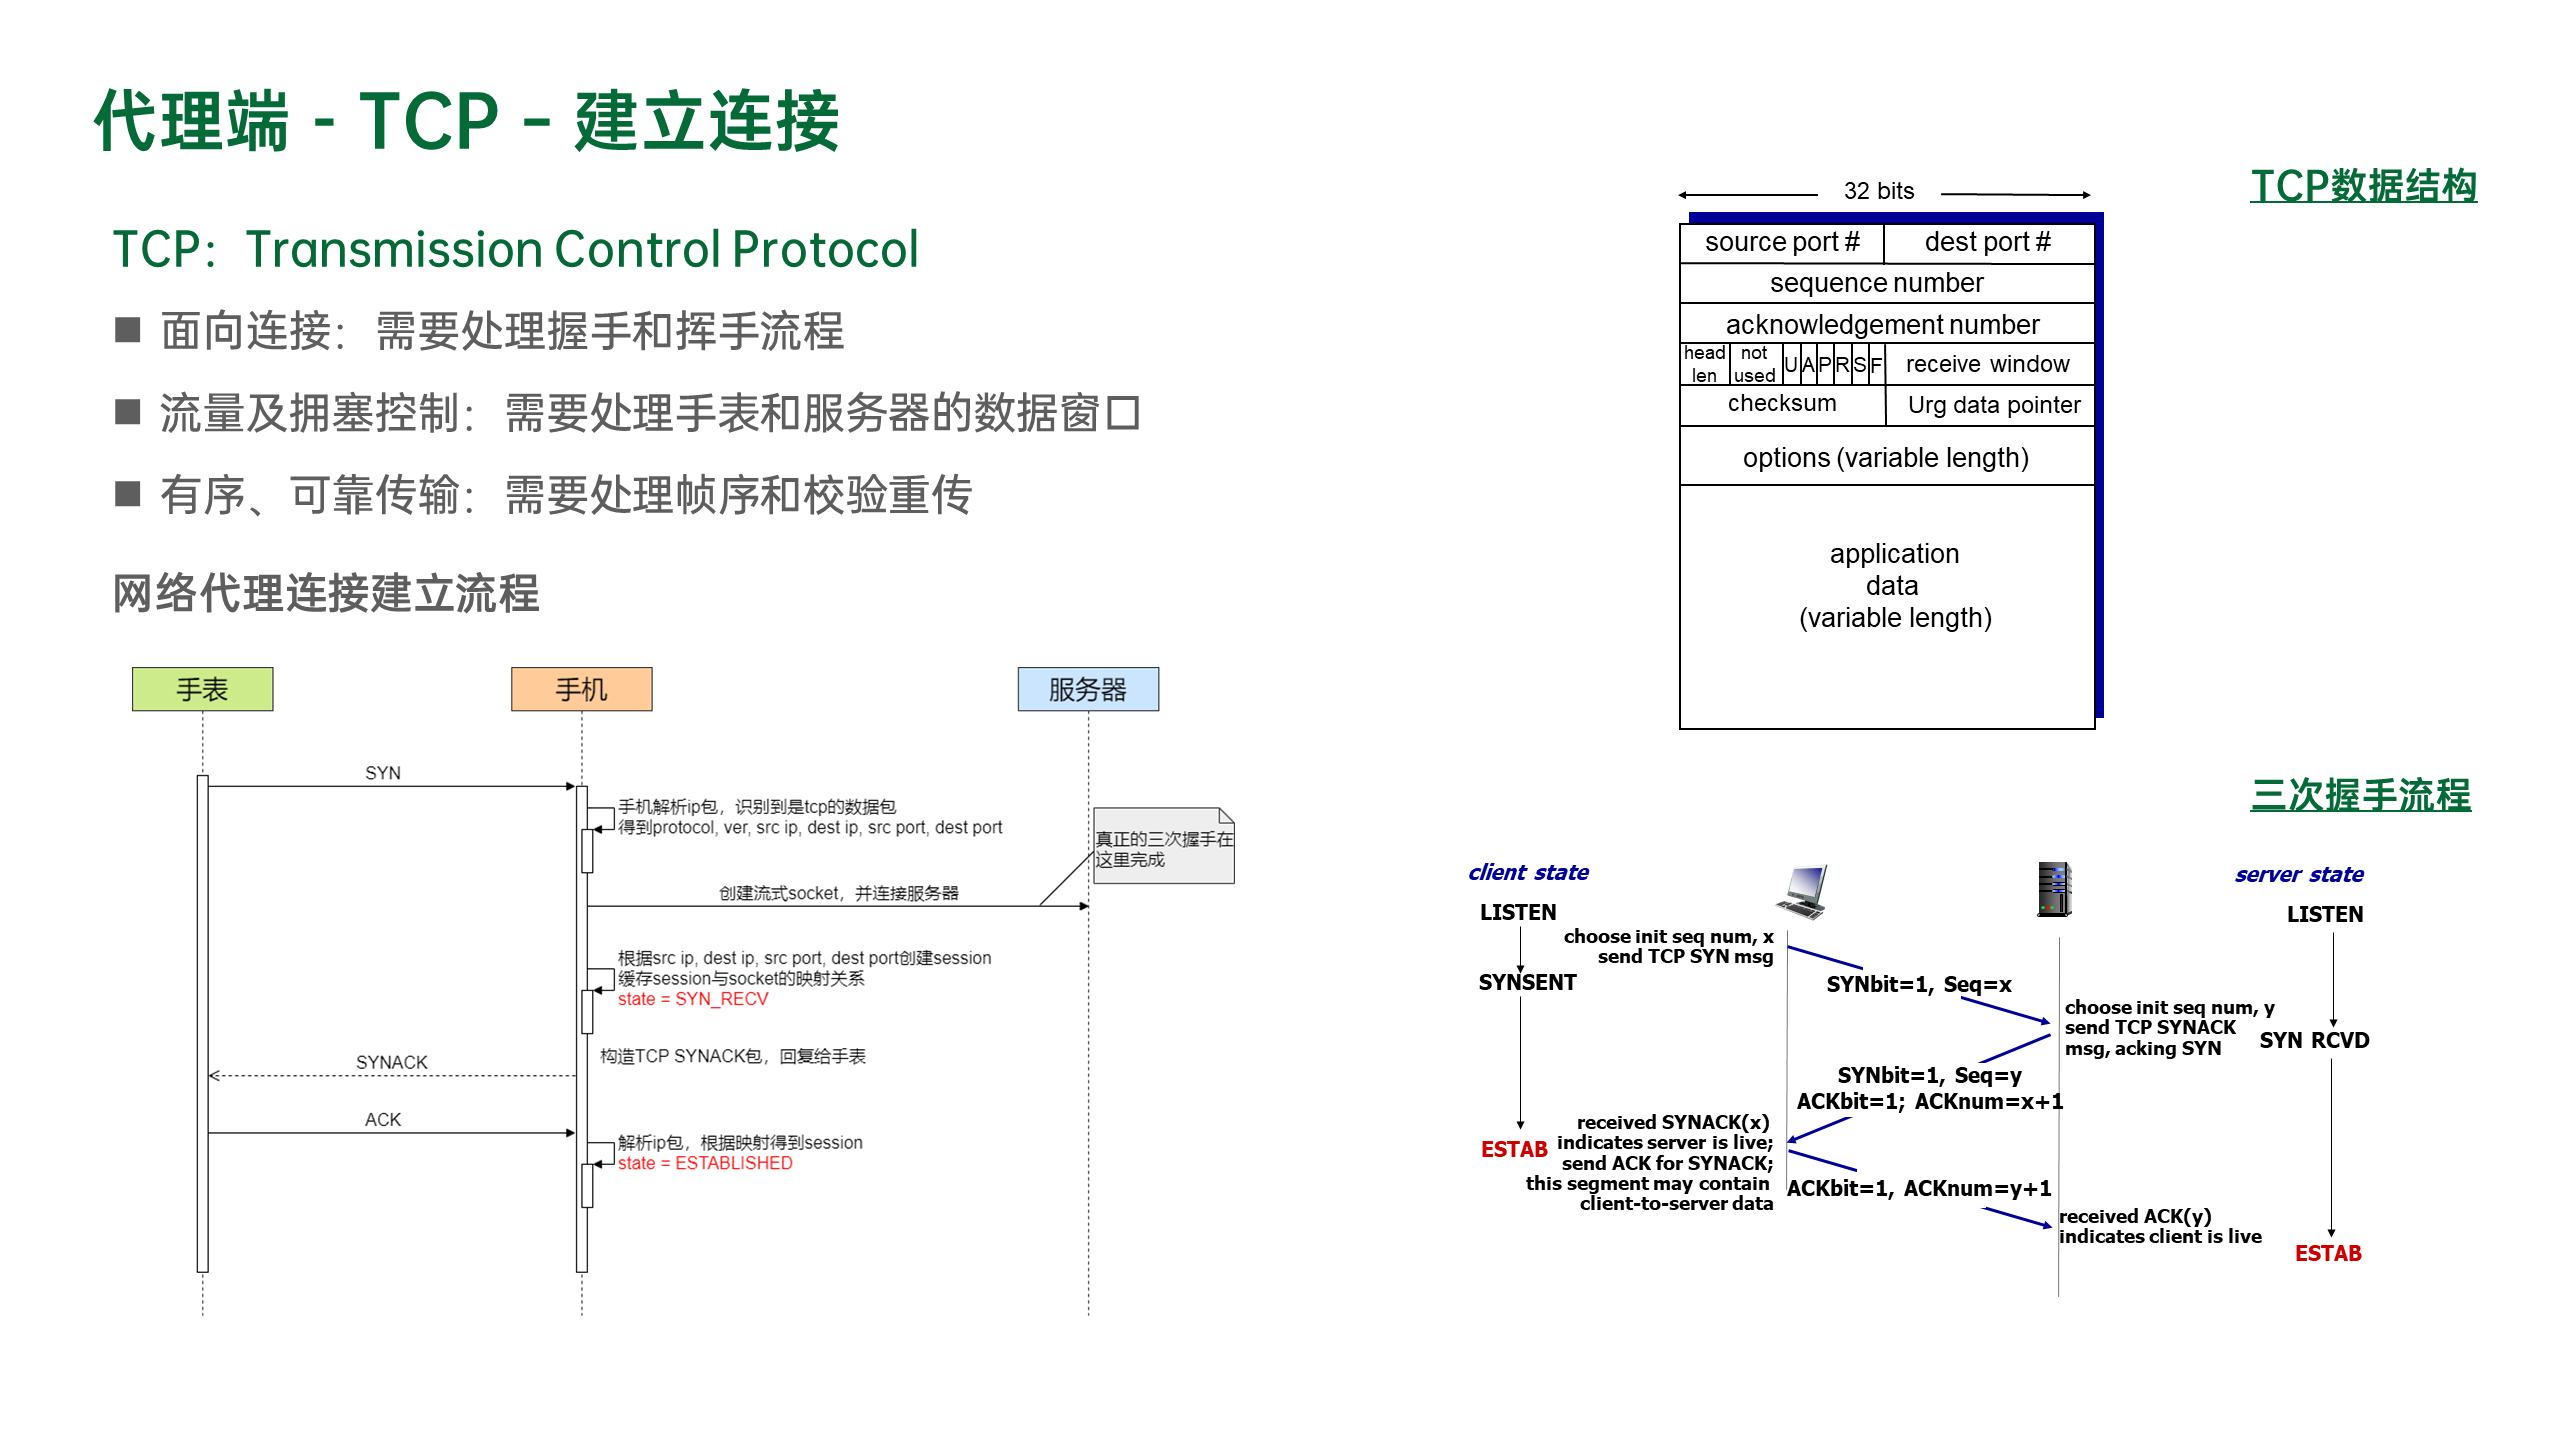 代理端 - TCP – 建立连接
TCP：Transmission Control Protocol
面向连接：需要处理握手和挥手流程
流量及拥塞控制：需要处理手表和服务器的数据窗口
有序、可靠传输：需要处理帧序和校验重传
网络代理连接建立流程
手表
手机
服务器
SYN
手机解析ip包，识别到是tcp的数据包
得到protocol, ver, src ip, dest ip, src port, dest port
真正的三次握手在
这里完成
创建流式socket，并连接服务器
根据src ip, dest ip, src port, dest port创建session
缓存session与socket的映射关系
state = SYN_RECV
构造TCP SYNACK包，回复给手表
SYNACK
ACK
解析ip包，根据映射得到session
state = ESTABLISHED
TCP数据结构
32 bits
source port #
dest port #
sequence number
acknowledgement number
head
len
not
used
U
A
P
R
S
F
receive window
checksum
Urg data pointer
options (variable length)
application
data
(variable length)
三次握手流程
client state
server state
LISTEN
LISTEN
choose init seq num, x
send TCP SYN msg
SYNSENT
SYNbit=1, Seq=x
choose init seq num, y
send TCP SYNACK
msg, acking SYN
SYN RCVD
SYNbit=1, Seq=y
ACKbit=1; ACKnum=x+1
received SYNACK(x)
indicates server is live;
send ACK for SYNACK;
this segment may contain
client-to-server data
ESTAB
ACKbit=1, ACKnum=y+1
received ACK(y)
indicates client is live
ESTAB